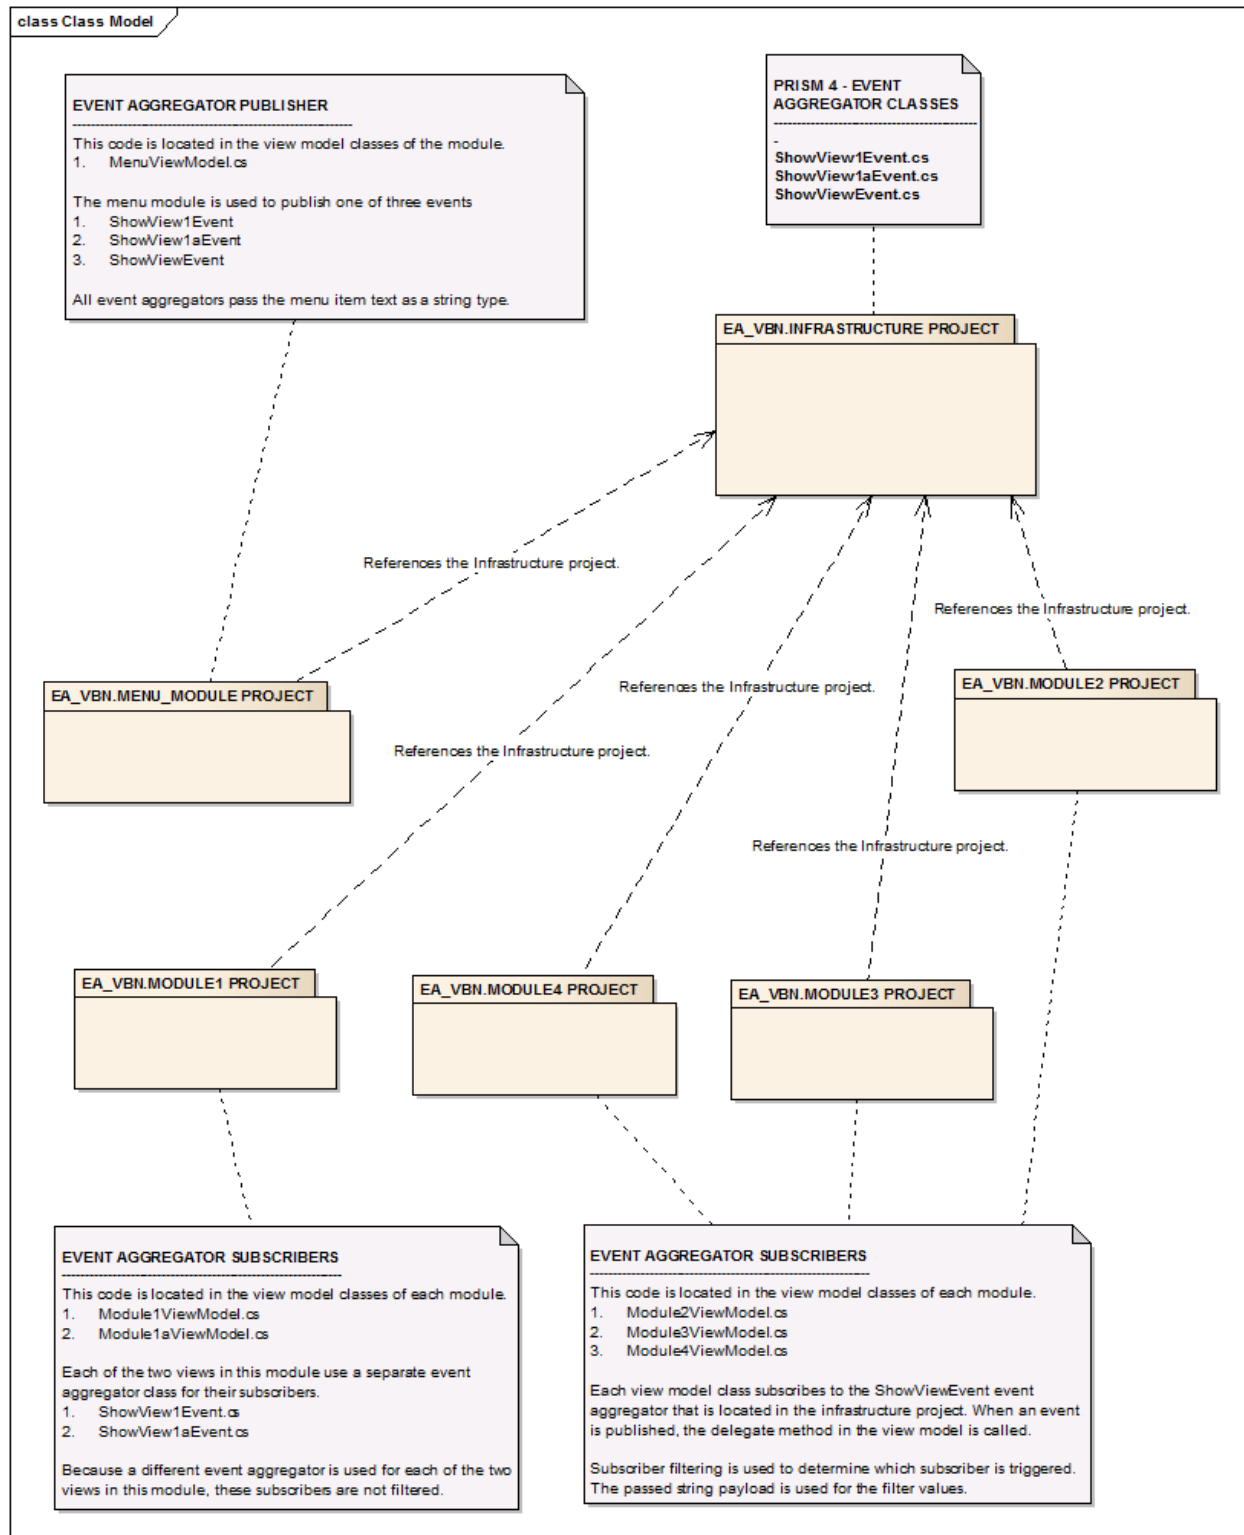 class Class Model
EVENT AGGREGATOR PUBLISHER
------------------------------------------------------------
This code is located in the view model classes of the module.
1. MenuViewModel.cs
The menu module is used to publish one of three events
1. ShowView1Event
2. ShowView1aEvent
3. ShowViewEvent
All event aggregators pass the menu item text as a string type.
PRISM 4 - EVENT
AGGREGATOR CLASSES
--------------------------------------------
-
ShowView1Event.cs
ShowView1aEvent.cs
ShowViewEvent.cs
EA_VBN.INFRASTRUCTURE PROJECT
References the Infrastructure project.
References the Infrastructure project.
EA_VBN.MENU_MODULE PROJECT
References the Infrastructure project.
EA_VBN.MODULE2 PROJECT
References the Infrastructure project.
References the Infrastructure project.
EA_VBN.MODULE1 PROJECT
EA_VBN.MODULE4 PROJECT
EA_VBN.MODULE3 PROJECT
EVENT AGGREGATOR SUBSCRIBERS
------------------------------------------------------------
This code is located in the view model classes of each module.
1. Module1ViewModel.cs
2. Module1aViewModel.cs
Each of the two views in this module use a separate event
aggregator class for their subscribers.
1. ShowView1Event.cs
2. ShowView1aEvent.cs
Because a different event aggregator is used for each of the two
views in this module, these subscribers are not filtered.
EVENT AGGREGATOR SUBSCRIBERS
------------------------------------------------------------
This code is located in the view model classes of each module.
1. Module2ViewModel.cs
2. Module3ViewModel.cs
3. Module4ViewModel.cs
Each view model class subscribes to the ShowViewEvent event
aggregator that is located in the infrastructure project. When an event
is published, the delegate method in the view model is called.
Subscriber filtering is used to determine which subscriber is triggered.
The passed string payload is used for the filter values.